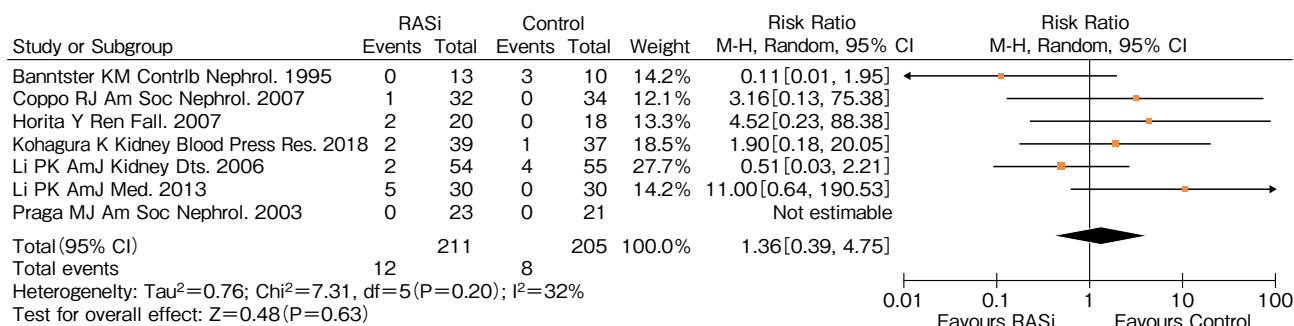 RASi Control Risk Ratio Risk Ratio
Study or Subgroup Events Total Events Total Weight M-H, Random, 95% CI M-H, Random, 95% CI
Banntster KM Contrlb Nephrol. 1995 0 13 3 10 14.2% 0.11[0.01, 1.95]
Coppo RJ Am Soc Nephrol. 2007 1 32 0 34 12.1% 3.16[0.13, 75.38]
Horita Y Ren Fall. 2007 2 20 0 18 13.3% 4.52[0.23, 88.38]
Kohagura K Kidney Blood Press Res. 2018 2 39 1 37 18.5% 1.90[0.18, 20.05]
Li PK AmJ Kidney Dts. 2006 2 54 4 55 27.7% 0.51[0.03, 2.21]
Li PK AmJ Med. 2013 5 30 0 30 14.2% 11.00[0.64, 190.53]
Praga MJ Am Soc Nephrol. 2003 0 23 0 21 Not estimable
Total(95% CI) 211 205 100.0% 1.36[0.39, 4.75]
Total events 12 8
Heterogenelty: Tau²=0.76; Chi²=7.31, df=5(P=0.20); I²=32%
Test for overall effect: Z=0.48(P=0.63)
0.01 0.1 1 10 100
Favours RASi Favours Control